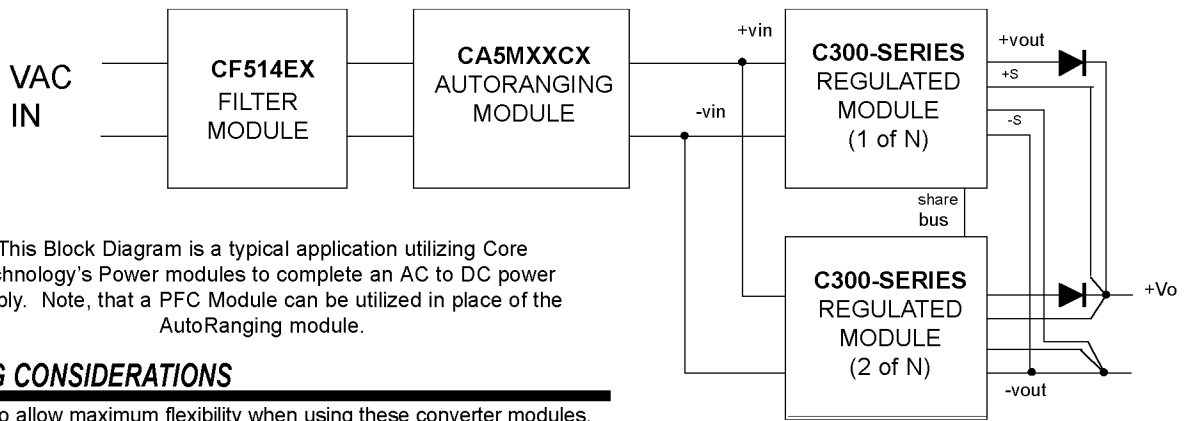 VAC
IN
CF514EX
FILTER
MODULE
CA5MXXCX
AUTORANGING
MODULE
+vin
-vin
C300-SERIES
REGULATED
MODULE
(1 of N)
+vout
+S
-S
share
bus
C300-SERIES
REGULATED
MODULE
(2 of N)
+Vo
-vout
This Block Diagram is a typical application utilizing Core
chnology's Power modules to complete an AC to DC power
ply. Note, that a PFC Module can be utilized in place of the
AutoRanging module.
G CONSIDERATIONS
o allow maximum flexibility when using these converter modules,